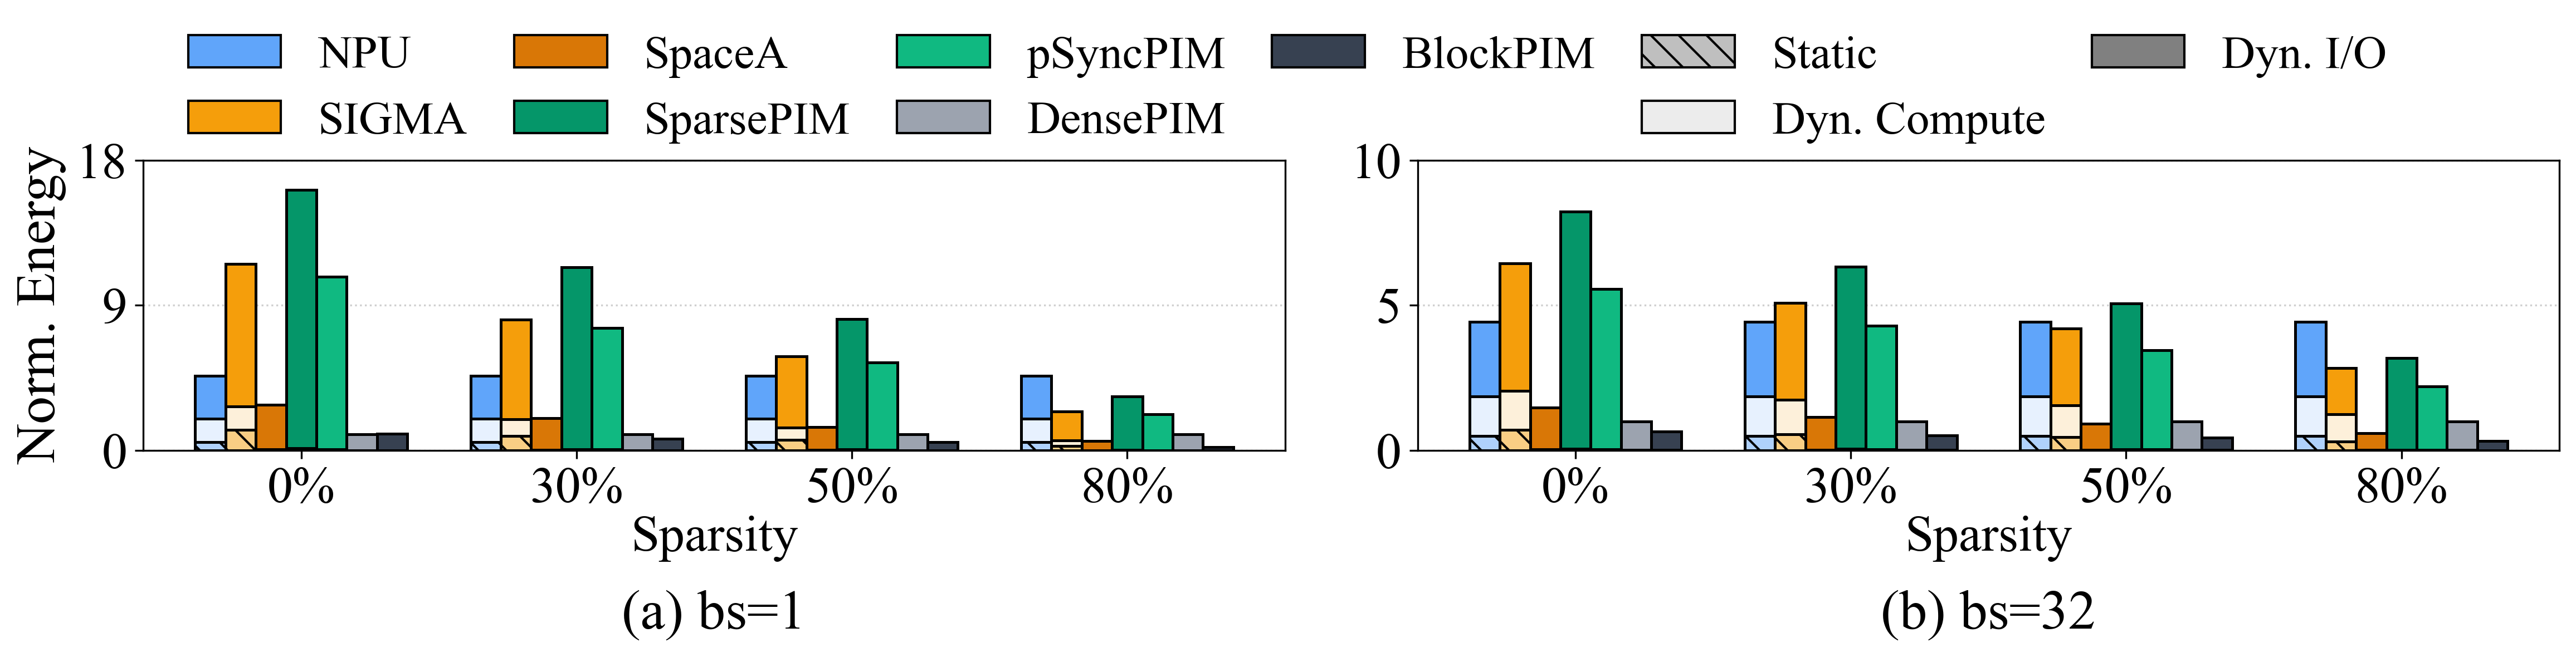 NPU SpaceA pSyncPIM BlockPIM Static Dyn. I/O
SIGMA SparsePIM DensePIM Dyn. Compute
Norm. Energy
18
9
0
0% 30% 50% 80%
Sparsity
(a) bs=1
10
5
0
0% 30% 50% 80%
Sparsity
(b) bs=32